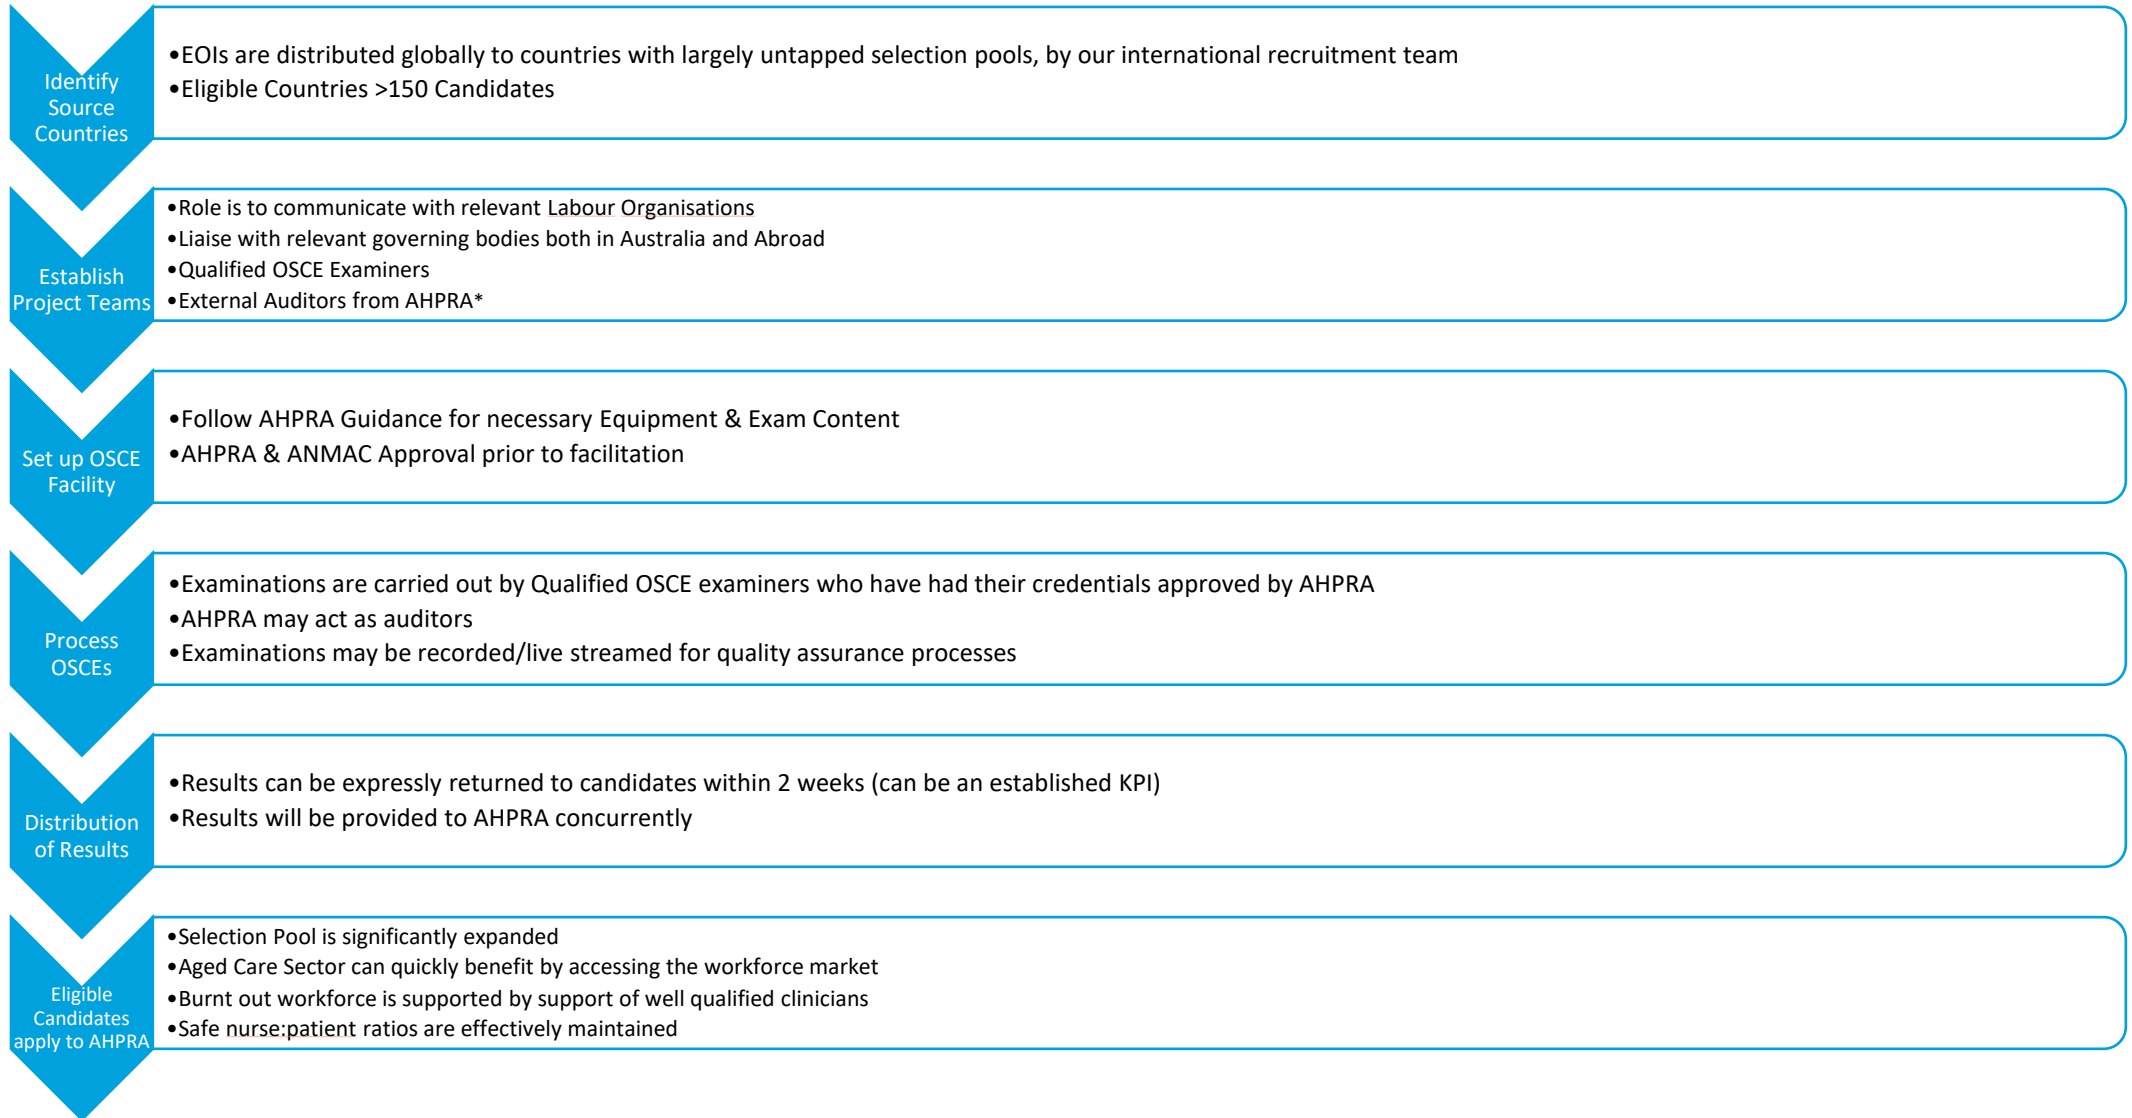 Identify
Source
Countries
•EOIs are distributed globally to countries with largely untapped selection pools, by our international recruitment team
•Eligible Countries >150 Candidates
Establish
Project Teams
•Role is to communicate with relevant Labour Organisations
•Liaise with relevant governing bodies both in Australia and Abroad
•Qualified OSCE Examiners
•External Auditors from AHPRA*
Set up OSCE
Facility
•Follow AHPRA Guidance for necessary Equipment & Exam Content
•AHPRA & ANMAC Approval prior to facilitation
Process
OSCEs
•Examinations are carried out by Qualified OSCE examiners who have had their credentials approved by AHPRA
•AHPRA may act as auditors
•Examinations may be recorded/live streamed for quality assurance processes
Distribution
of Results
•Results can be expressly returned to candidates within 2 weeks (can be an established KPI)
•Results will be provided to AHPRA concurrently
Eligible
Candidates
apply to AHPRA
•Selection Pool is significantly expanded
•Aged Care Sector can quickly benefit by accessing the workforce market
•Burnt out workforce is supported by support of well qualified clinicians
•Safe nurse:patient ratios are effectively maintained